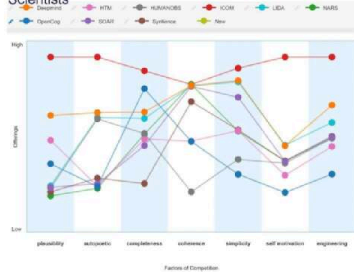 Scientists
Deepmind HTM HUMANOBS ICOM LIDA NARS
OpenCog SOAR Synkence New
High
Offerings
Low
plausibility autopoetic completeness coherence simplicity self motivation engineering
Factors of Competition